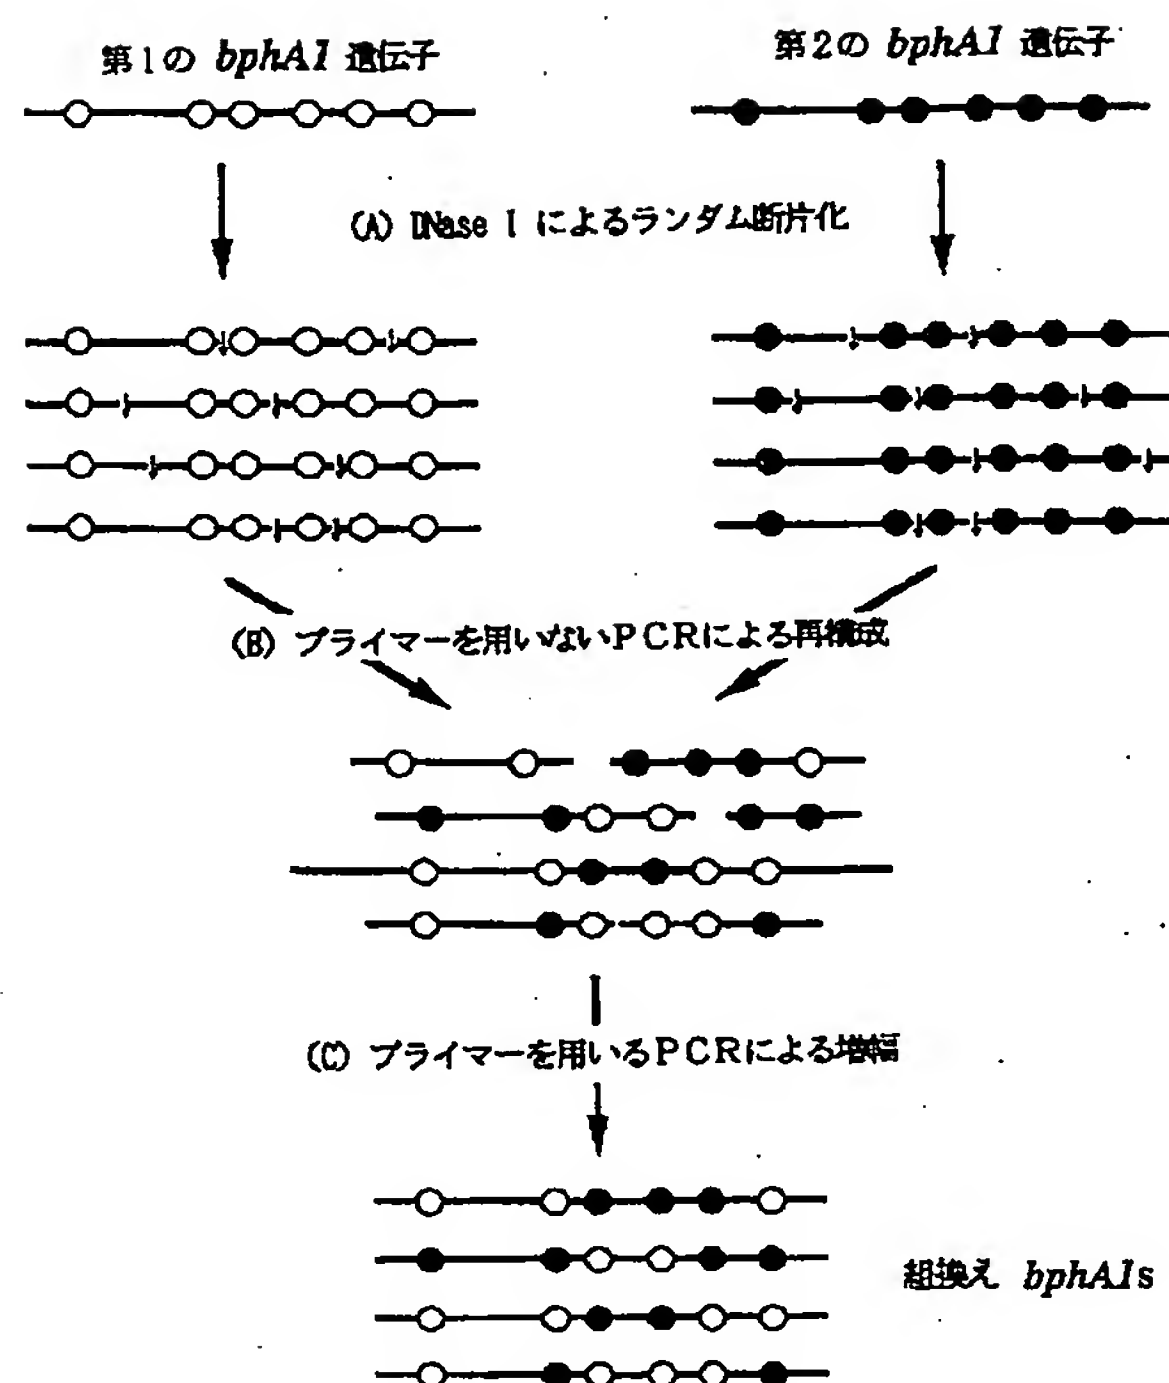 第1の bphA1 遺伝子
第2の bphA1 遺伝子
(A) DNase I によるランダム断片化
(B) プライマーを用いないPCRによる再構成
(C) プライマーを用いるPCRによる増幅
組換え bphA1s